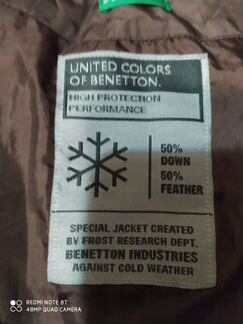 UNITED COLORS
OF BENETTON.
HIGH PROTECTION
PERFORMANCE
50%
DOWN
50%
FEATHER
SPECIAL JACKET CREATED
BY FROST RESEARCH DEPT.
BENETTON INDUSTRIES
AGAINST COLD WEATHER
REDMI NOTE 8T
48MP QUAD CAMERA